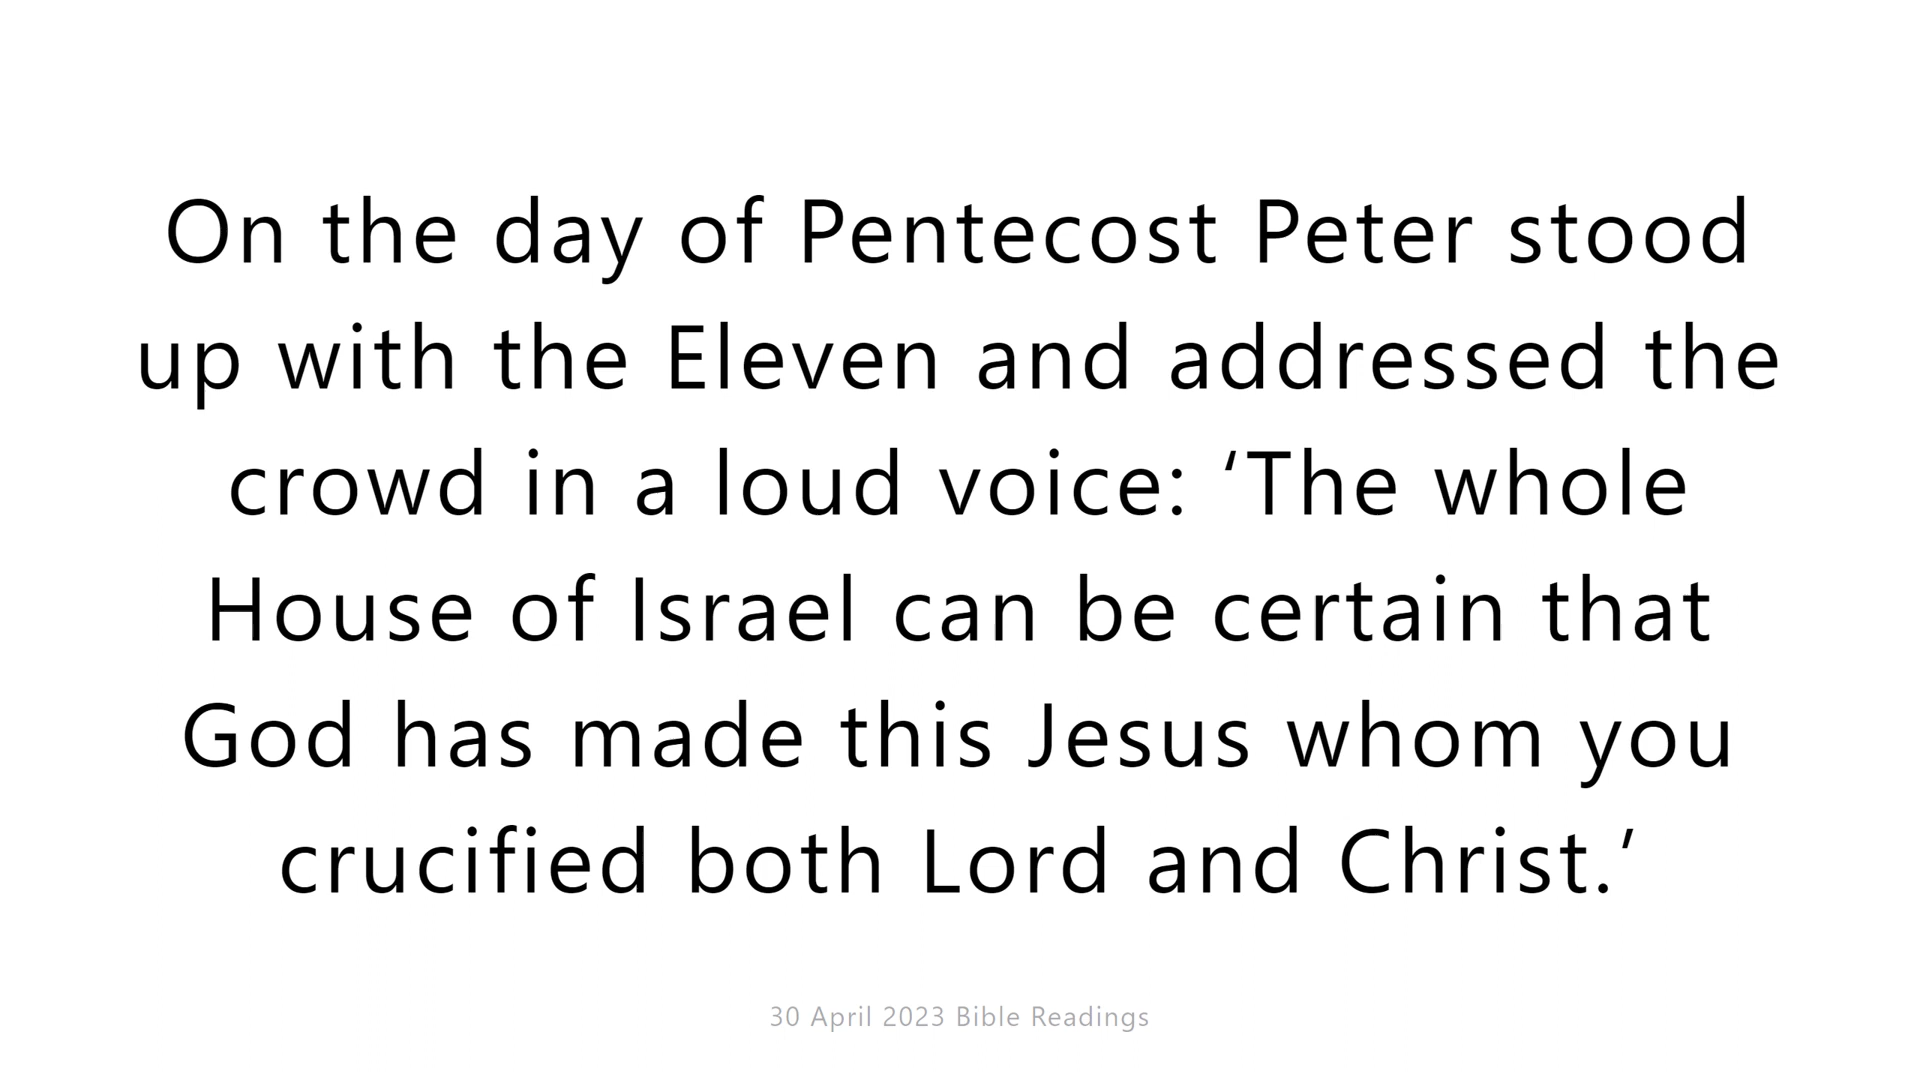 On the day of Pentecost Peter stood
up with the Eleven and addressed the
crowd in a loud voice: ‘The whole
House of Israel can be certain that
God has made this Jesus whom you
crucified both Lord and Christ.’
30 April 2023 Bible Readings